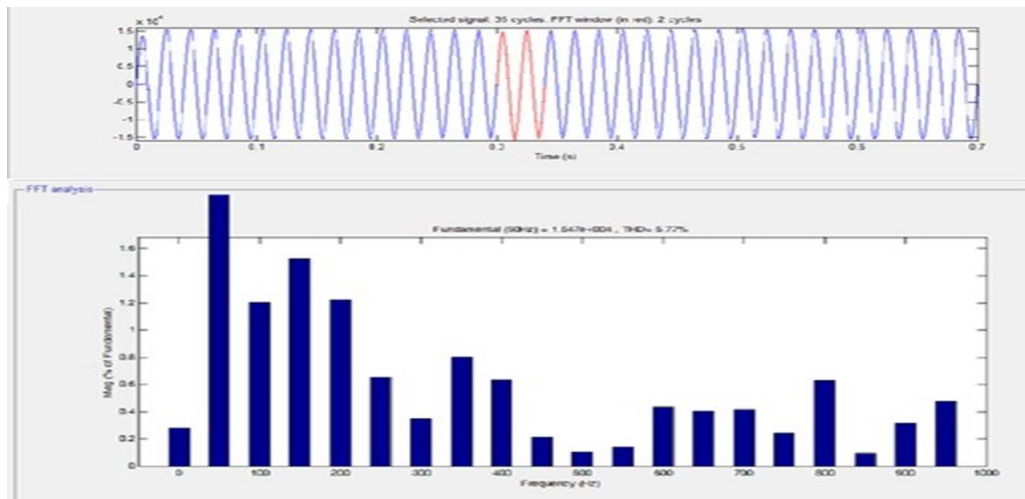 Selected signal: 35 cycles. FFT window (in red): 2 cycles
x 10⁴
1.5
1
0.5
0
-0.5
-1
-1.5
0 0.1 0.2 0.3 0.4 0.5 0.6 0.7
Time (s)
FFT analysis
Fundamental (50Hz) = 1.547e+004 , THD= 5.77%
1.6
1.4
1.2
1
0.8
0.6
0.4
0.2
0
Mag (% of Fundamental)
0 100 200 300 400 500 600 700 800 900 1000
Frequency (Hz)